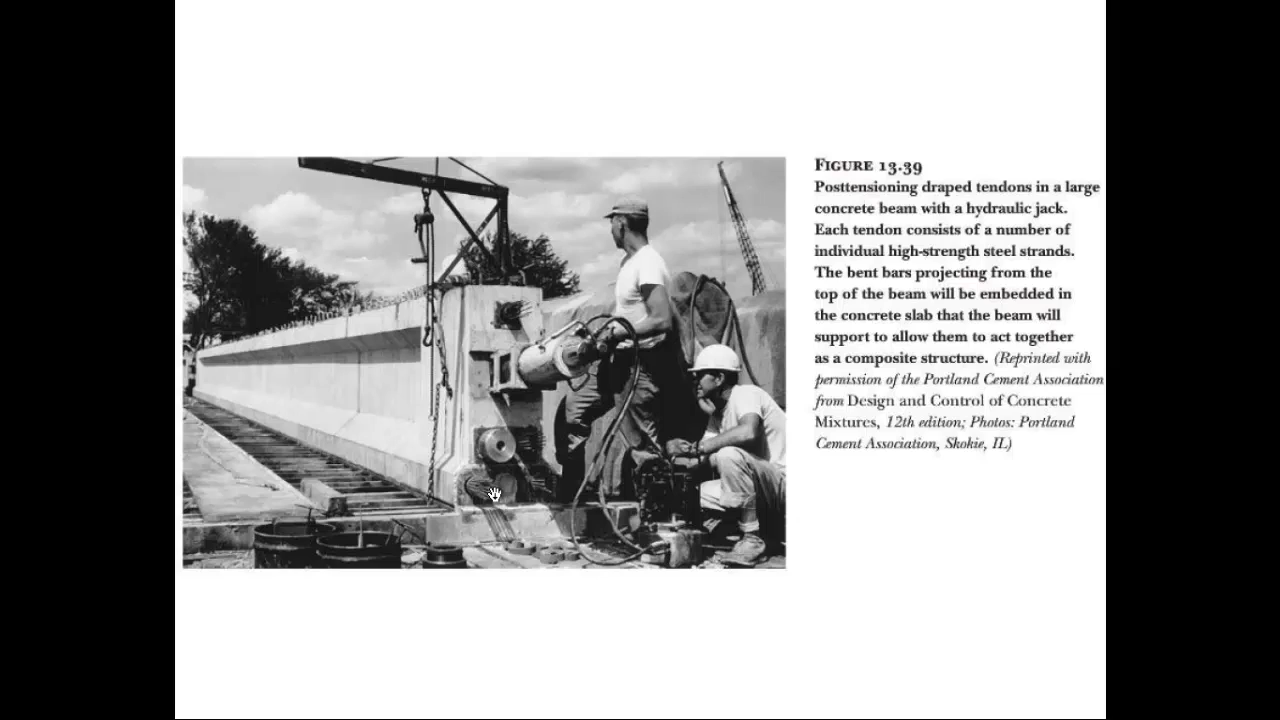 FIGURE 13.39
Posttensioning draped tendons in a large
concrete beam with a hydraulic jack.
Each tendon consists of a number of
individual high-strength steel strands.
The bent bars projecting from the
top of the beam will be embedded in
the concrete slab that the beam will
support to allow them to act together
as a composite structure. (Reprinted with
permission of the Portland Cement Association
from Design and Control of Concrete
Mixtures, 12th edition; Photos: Portland
Cement Association, Skokie, IL)